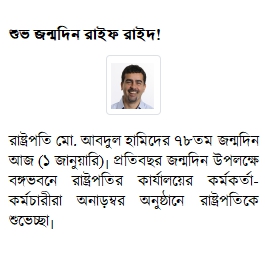 শুভ জন্মদিন রাইফ রাইদ!
রাষ্ট্রপতি মো. আবদুল হামিদের ৭৮তম জন্মদিন
আজ (১ জানুয়ারি)। প্রতিবছর জন্মদিন উপলক্ষে
বঙ্গভবনে রাষ্ট্রপতির কার্যালয়ের কর্মকর্তা-
কর্মচারীরা অনাড়ম্বর অনুষ্ঠানে রাষ্ট্রপতিকে
শুভেচ্ছা।